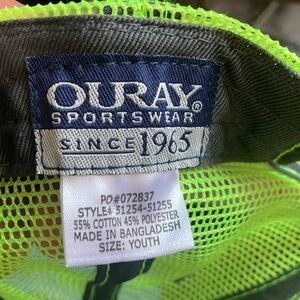 OURAY®
SPORTSWEAR
SINCE 1965
PO#072837
STYLE# 51254-51255
55% COTTON 45% POLYESTER
MADE IN BANGLADESH
SIZE: YOUTH